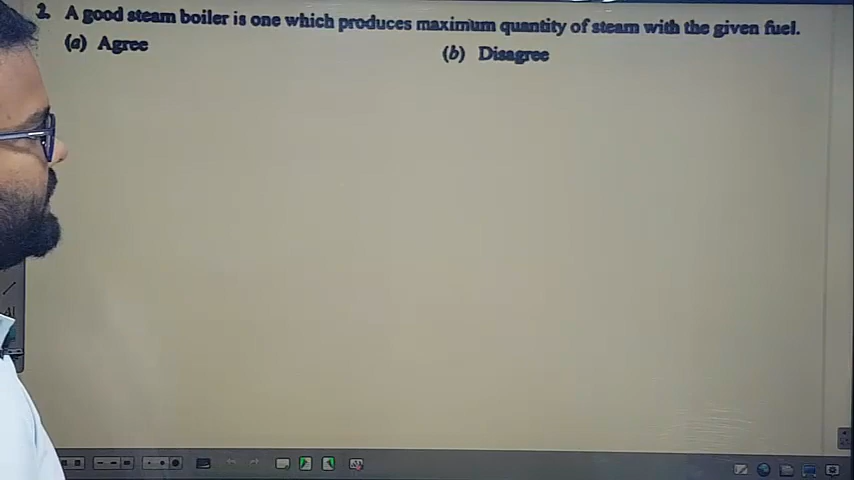 2. A good steam boiler is one which produces maximum quantity of steam with the given fuel.
(a) Agree (b) Disagree